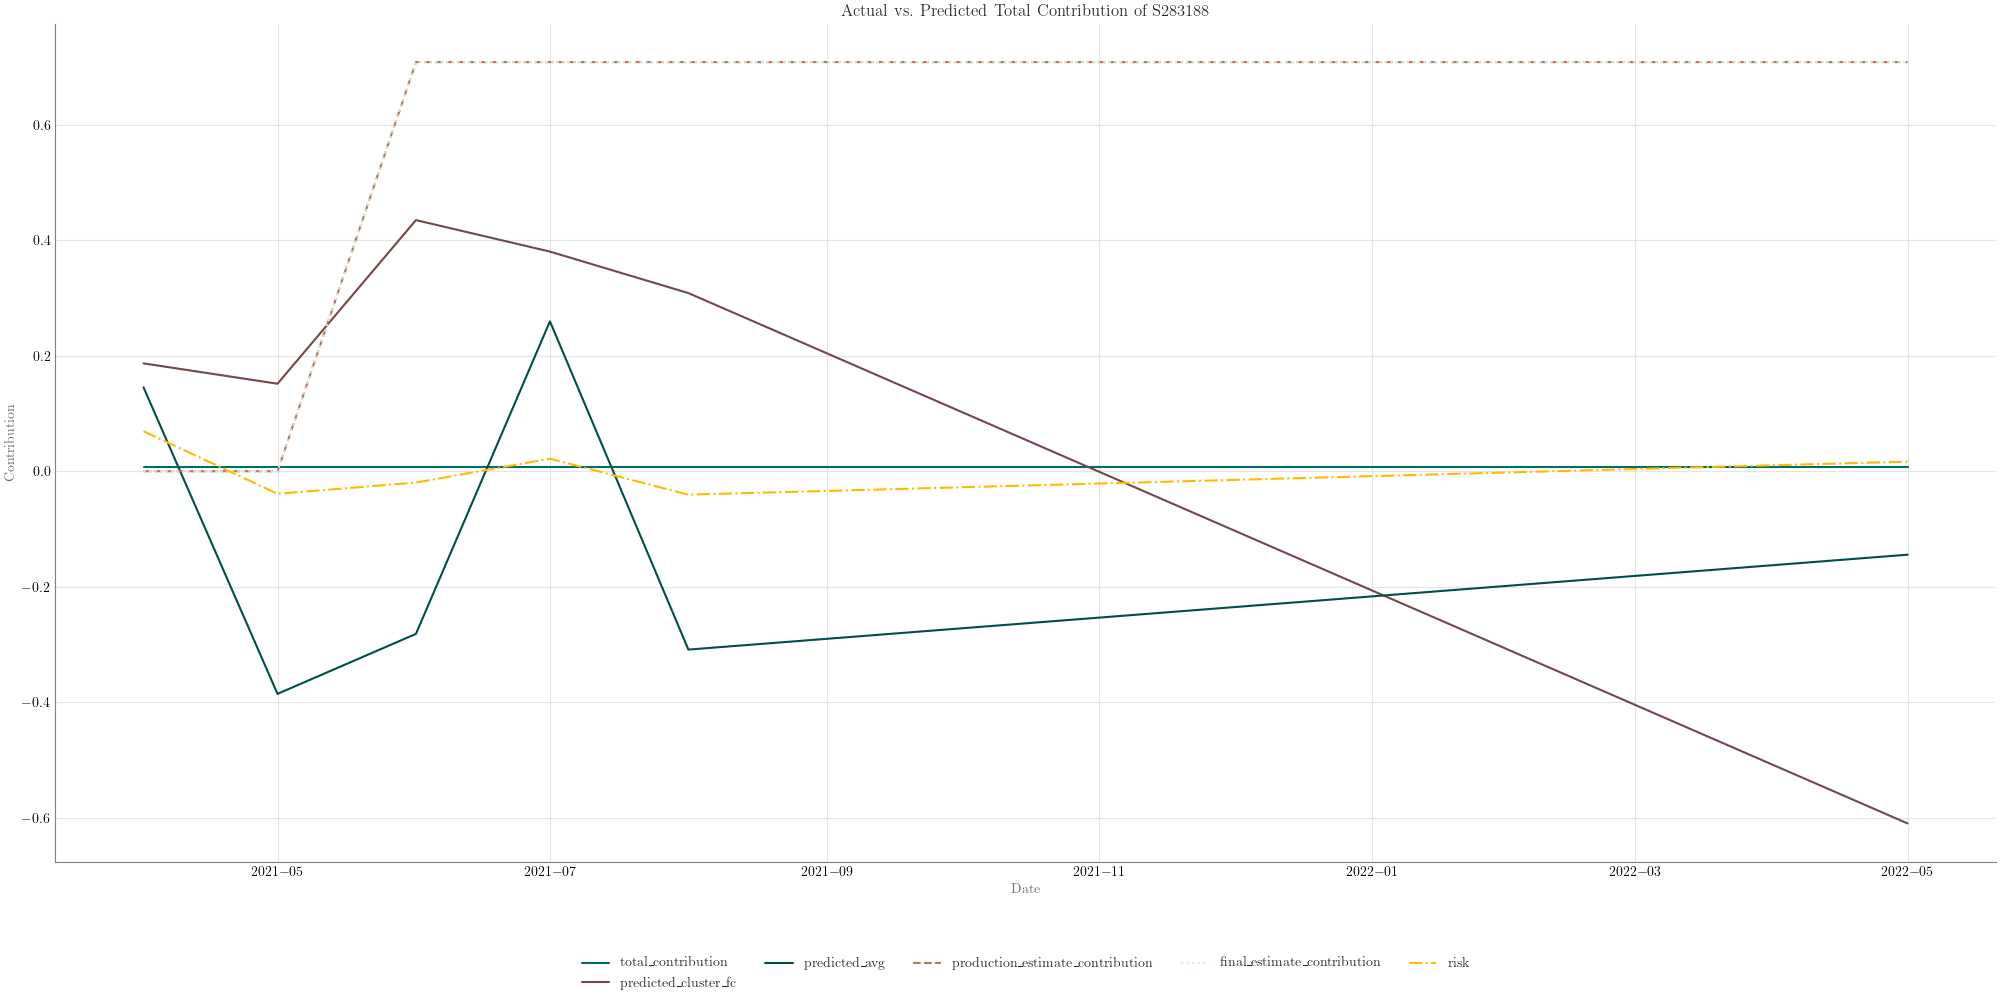 Actual vs. Predicted Total Contribution of S283188
Contribution
0.6
0.4
0.2
0.0
−0.2
−0.4
−0.6
2021−05 2021−07 2021−09 2021−11 2022−01 2022−03 2022−05
Date
total_contribution predicted_avg production_estimate_contribution final_estimate_contribution risk
predicted_cluster_fc